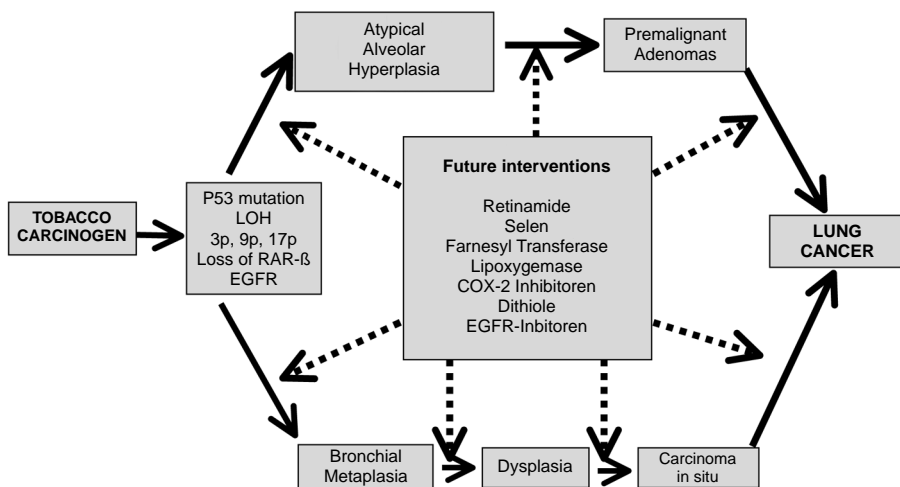 Atypical
Alveolar
Hyperplasia
Premalignant
Adenomas
Future interventions
Retinamide
Selen
Farnesyl Transferase
Lipoxygemase
COX-2 Inhibitoren
Dithiole
EGFR-Inbitoren
TOBACCO
CARCINOGEN
P53 mutation
LOH
3p, 9p, 17p
Loss of RAR-ß
EGFR
LUNG
CANCER
Bronchial
Metaplasia
Dysplasia
Carcinoma
in situ